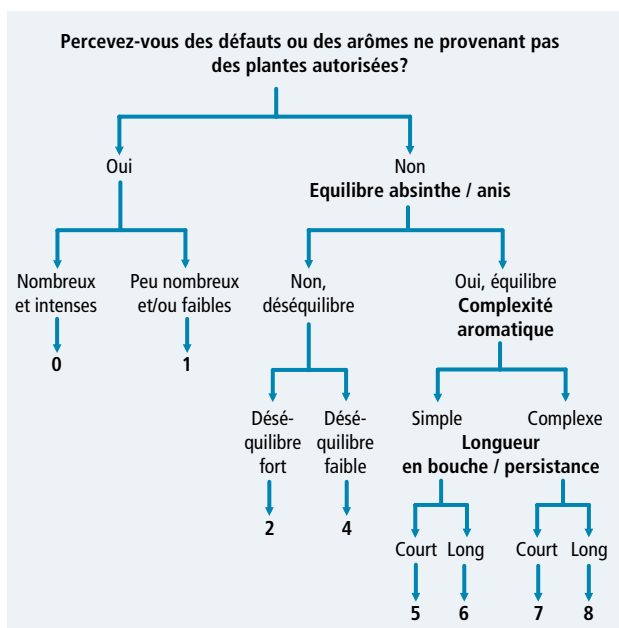 Percevez-vous des défauts ou des arômes ne provenant pas
des plantes autorisées?
Oui
Non
Equilibre absinthe / anis
Nombreux
et intenses
Peu nombreux
et/ou faibles
Non,
déséquilibre
Oui, équilibre
Complexité
aromatique
0
1
Désé-
quilibre
fort
Désé-
quilibre
faible
Simple
Complexe
Longueur
en bouche / persistance
2
4
Court
Long
Court
Long
5
6
7
8